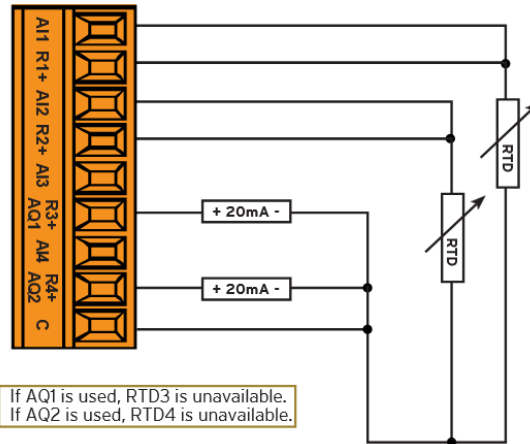 AI1
R1+
AI2
R2+
AI3
R3+
AQ1
AI4
R4+
AQ2
C
+ 20mA -
+ 20mA -
RTD
RTD
If AQ1 is used, RTD3 is unavailable.
If AQ2 is used, RTD4 is unavailable.